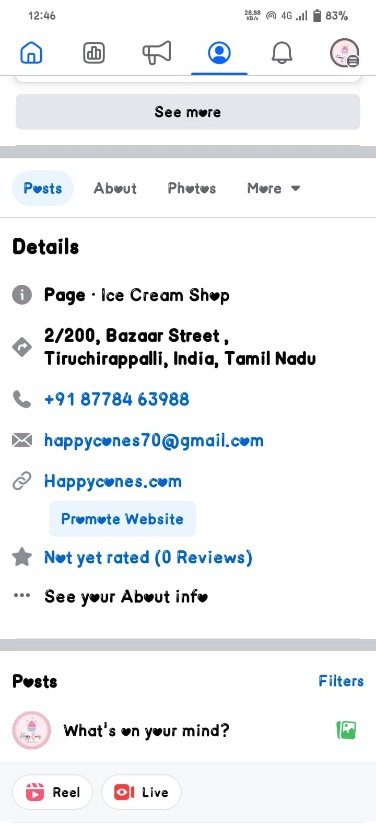 12:46
28.88
KB/s
4G
83%
See more
Posts About Photos More
Details
Page · Ice Cream Shop
2/200, Bazaar Street ,
Tiruchirappalli, India, Tamil Nadu
+91 87784 63988
happycones70@gmail.com
Happycones.com
Promote Website
Not yet rated (0 Reviews)
See your About info
Posts Filters
What's on your mind?
Reel Live